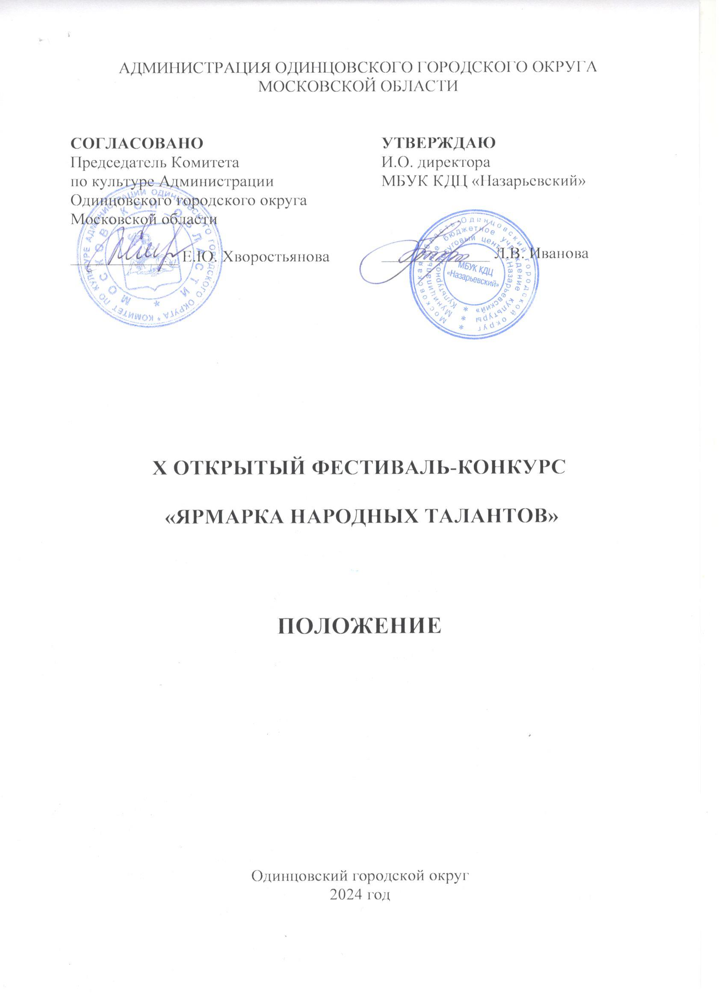 АДМИНИСТРАЦИЯ ОДИНЦОВСКОГО ГОРОДСКОГО ОКРУГА
МОСКОВСКОЙ ОБЛАСТИ
СОГЛАСОВАНО
Председатель Комитета
по культуре Администрации
Одинцовского городского округа
Московской области
Е.Ю. Хворостьянова
КОМИТЕТ ПО КУЛЬТУРЕ АДМИНИСТРАЦИИ ОДИНЦОВСКОГО ГОРОДСКОГО ОКРУГА *
МОСКОВСКОЙ ОБЛАСТИ *
УТВЕРЖДАЮ
И.О. директора
МБУК КДЦ «Назарьевский»
Л.В. Иванова
Московская область Одинцовский городской округ *
Муниципальное бюджетное учреждение культуры *
Культурно-досуговый центр «Назарьевский» *
МБУК КДЦ
«Назарьевский»
X ОТКРЫТЫЙ ФЕСТИВАЛЬ-КОНКУРС
«ЯРМАРКА НАРОДНЫХ ТАЛАНТОВ»
ПОЛОЖЕНИЕ
Одинцовский городской округ
2024 год